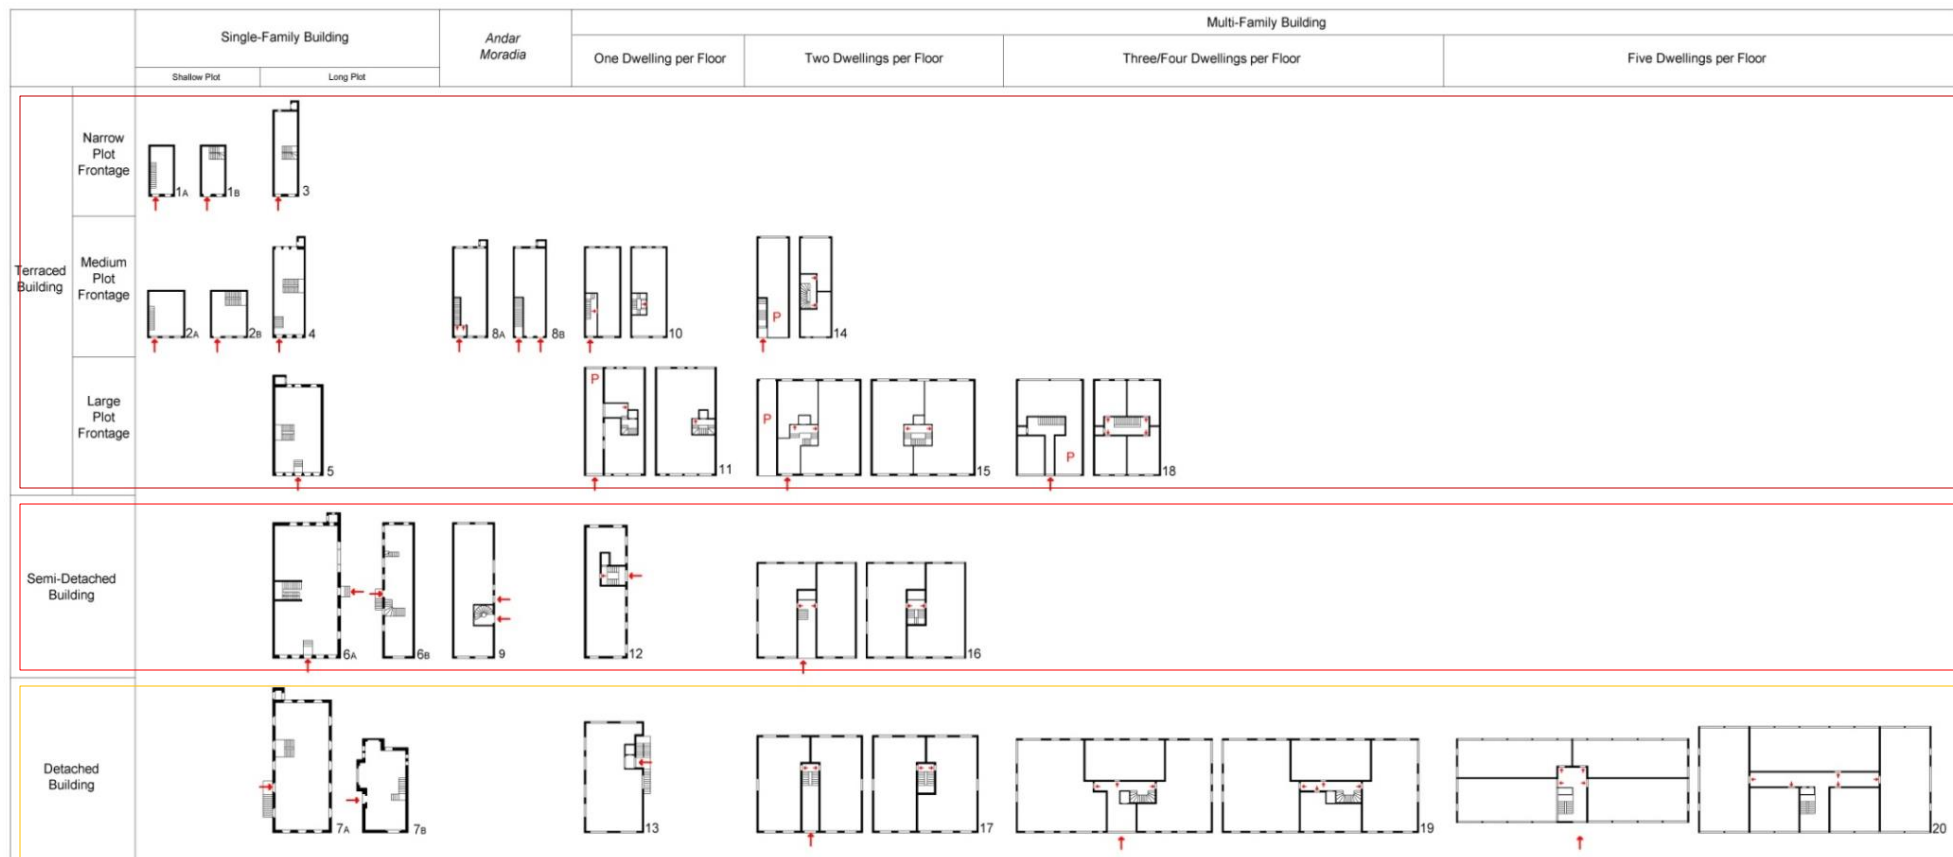 Single-Family Building
Andar
Moradia
Multi-Family Building
One Dwelling per Floor
Two Dwellings per Floor
Three/Four Dwellings per Floor
Five Dwellings per Floor
Shallow Plot
Long Plot
Terraced
Building
Narrow
Plot
Frontage
1A
1B
3
Medium
Plot
Frontage
2A
2B
4
8A
8B
10
P
14
Large
Plot
Frontage
5
P
11
P
15
P
18
Semi-Detached
Building
6A
6B
9
12
16
Detached
Building
7A
7B
13
17
19
20